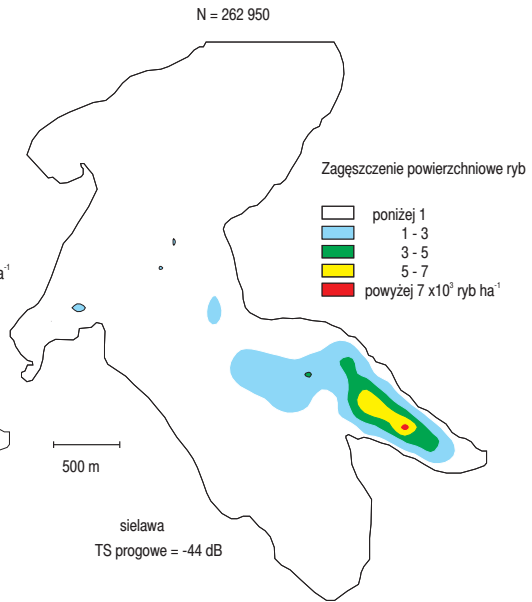 N = 262 950
Zagęszczenie powierzchniowe ryb
poniżej 1
1 - 3
3 - 5
5 - 7
powyżej 7 x10³ ryb ha⁻¹
a⁻¹
500 m
sielawa
TS progowe = -44 dB